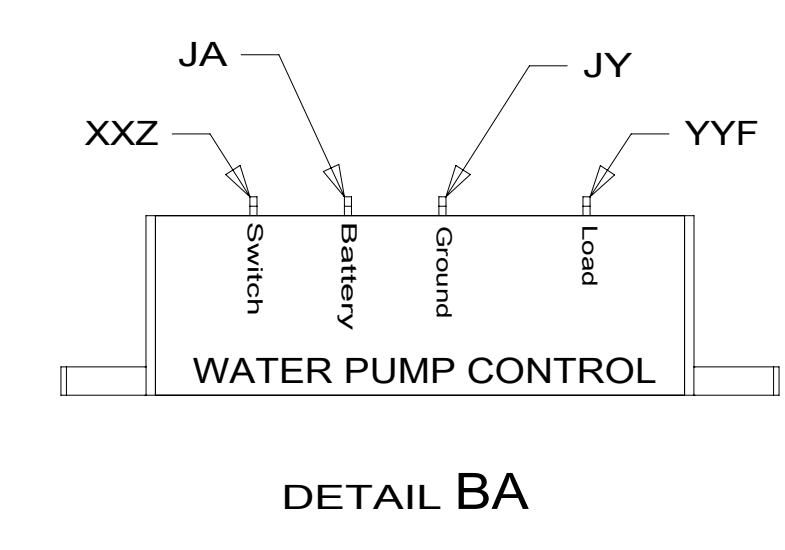 JA
JY
XXZ
YYF
Switch
Battery
Ground
Load
WATER PUMP CONTROL
DETAIL BA